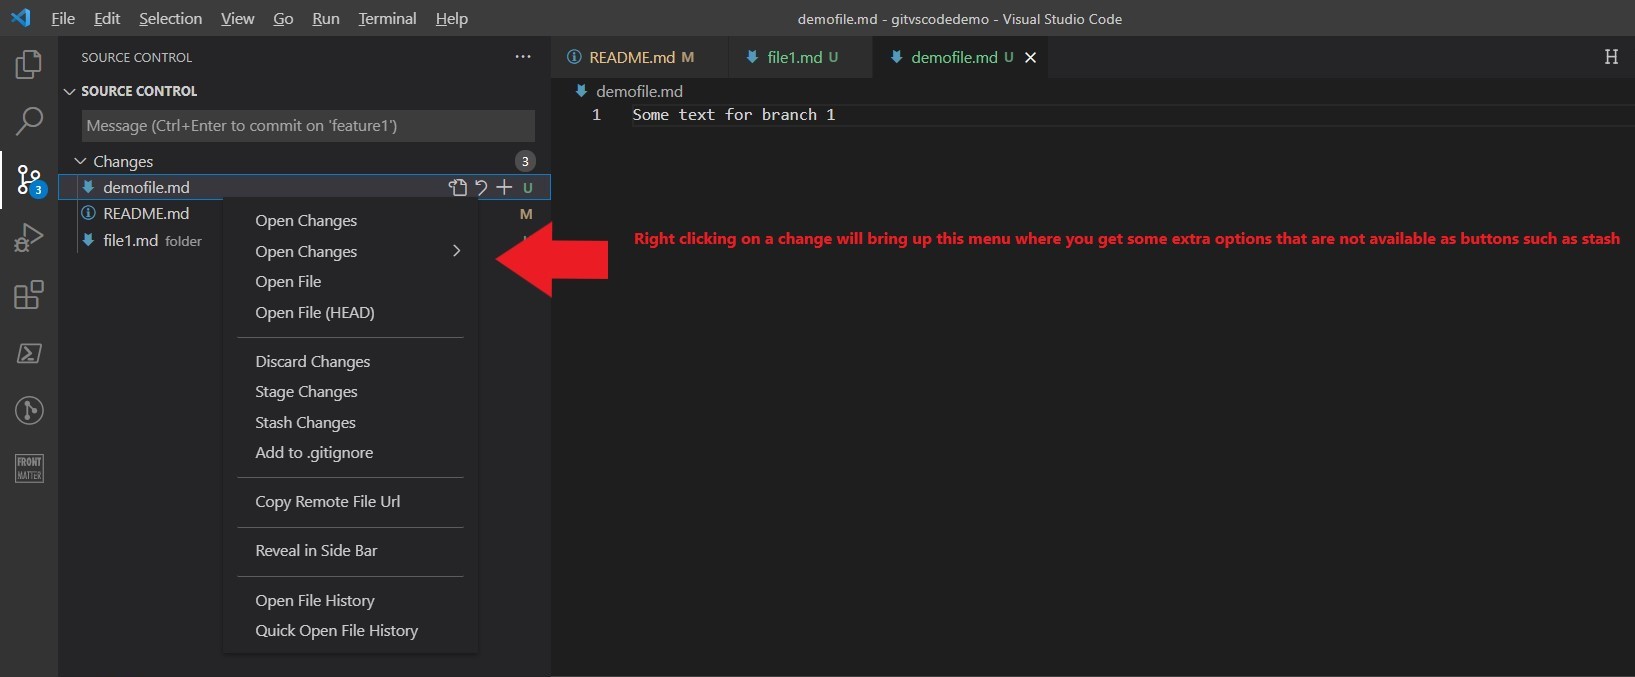 File Edit Selection View Go Run Terminal Help
demofile.md - gitvscodedemo - Visual Studio Code
SOURCE CONTROL
SOURCE CONTROL
Message (Ctrl+Enter to commit on 'feature1')
Changes 3
demofile.md U
README.md M
file1.md folder
3
Open Changes
Open Changes
Open File
Open File (HEAD)
Discard Changes
Stage Changes
Stash Changes
Add to .gitignore
Copy Remote File Url
Reveal in Side Bar
Open File History
Quick Open File History
FRONT
MATTER
README.md M file1.md U demofile.md U
demofile.md
1 Some text for branch 1
Right clicking on a change will bring up this menu where you get some extra options that are not available as buttons such as stash